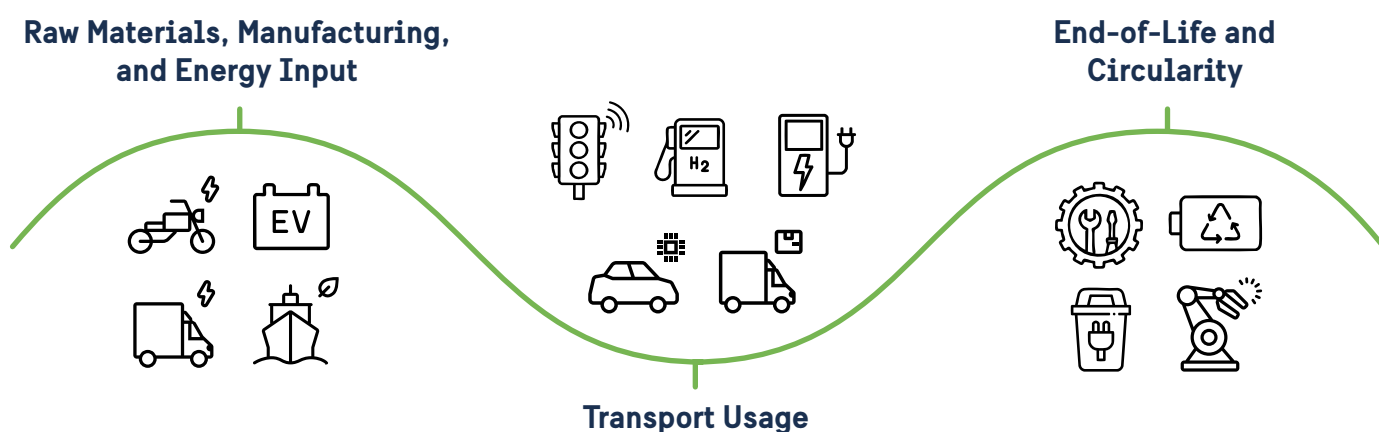 Raw Materials, Manufacturing,
and Energy Input
End-of-Life and
Circularity
H2
EV
Transport Usage